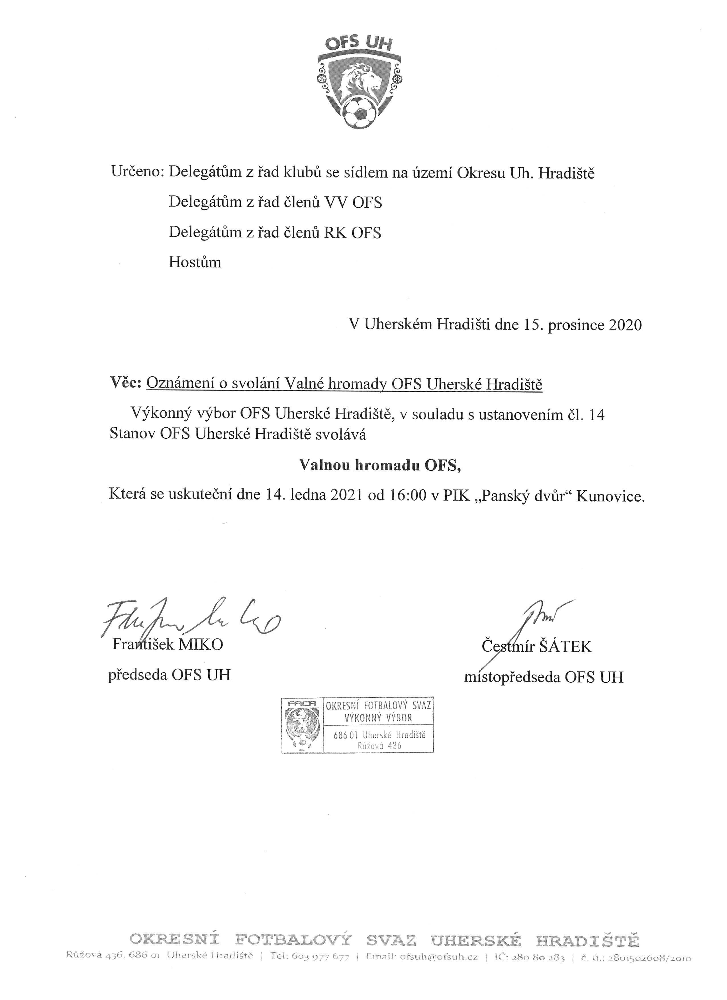 OFS UH
Určeno: Delegátům z řad klubů se sídlem na území Okresu Uh. Hradiště
Delegátům z řad členů VV OFS
Delegátům z řad členů RK OFS
Hostům
V Uherském Hradišti dne 15. prosince 2020
Věc: Oznámení o svolání Valné hromady OFS Uherské Hradiště
Výkonný výbor OFS Uherské Hradiště, v souladu s ustanovením čl. 14
Stanov OFS Uherské Hradiště svolává
Valnou hromadu OFS,
Která se uskuteční dne 14. ledna 2021 od 16:00 v PIK „Panský dvůr“ Kunovice.
František MIKO
Čestmír ŠÁTEK
předseda OFS UH
místopředseda OFS UH
FACR
OKRESNÍ FOTBALOVÝ SVAZ
VÝKONNÝ VÝBOR
686 01 Uherské Hradiště
Růžová 436
OKRESNÍ FOTBALOVÝ SVAZ UHERSKÉ HRADIŠTĚ
Růžová 436, 686 01 Uherské Hradiště | Tel: 603 977 677 | Email: ofsuh@ofsuh.cz | IČ: 280 80 283 | č. ú.: 2801502608/2010